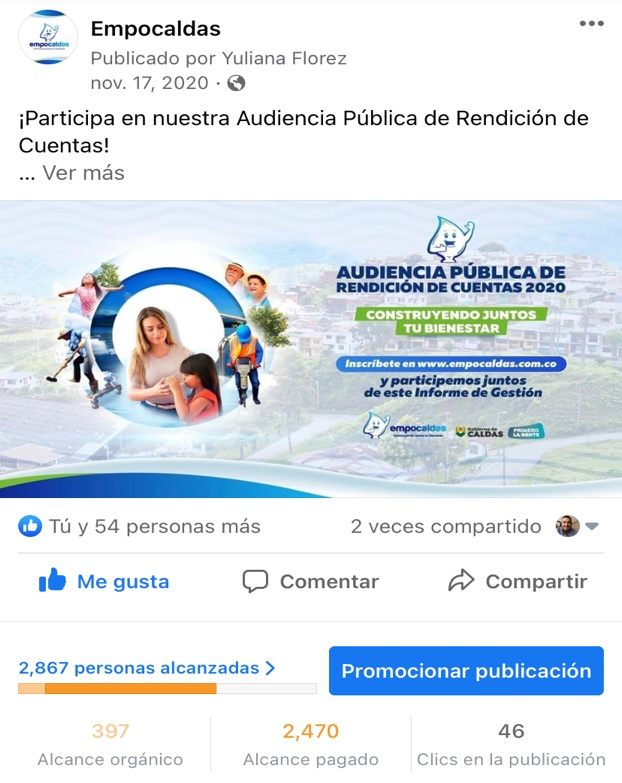 empocaldas
Empocaldas
Publicado por Yuliana Florez
nov. 17, 2020 ·
¡Participa en nuestra Audiencia Pública de Rendición de
Cuentas!
... Ver más
AUDIENCIA PÚBLICA DE
RENDICIÓN DE CUENTAS 2020
CONSTRUYENDO JUNTOS
TU BIENESTAR
Inscríbete en www.empocaldas.com.co
y participemos juntos
de este Informe de Gestión
empocaldas
Gobierno de
CALDAS
PRIMERO
LA GENTE
Tú y 54 personas más
2 veces compartido
Me gusta
Comentar
Compartir
2,867 personas alcanzadas
Promocionar publicación
397
2,470
46
Alcance orgánico
Alcance pagado
Clics en la publicación